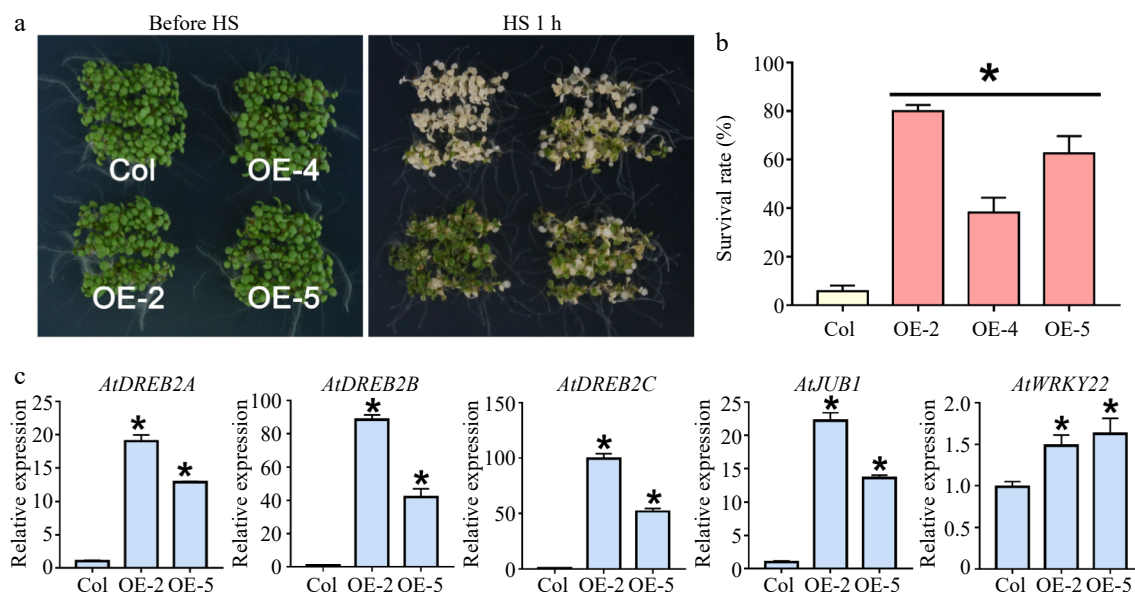 a
Before HS
HS 1 h
Col
OE-4
OE-2
OE-5
b
Survival rate (%)
100
80
60
40
20
0
*
Col
OE-2
OE-4
OE-5
c
AtDREB2A
Relative expression
25
20
15
10
5
0
*
*
Col
OE-2
OE-5
AtDREB2B
Relative expression
100
80
60
40
20
0
*
*
Col
OE-2
OE-5
AtDREB2C
Relative expression
150
100
50
0
*
*
Col
OE-2
OE-5
AtJUB1
Relative expression
25
20
15
10
5
0
*
*
Col
OE-2
OE-5
AtWRKY22
Relative expression
2.0
1.5
1.0
0.5
0
*
*
Col
OE-2
OE-5